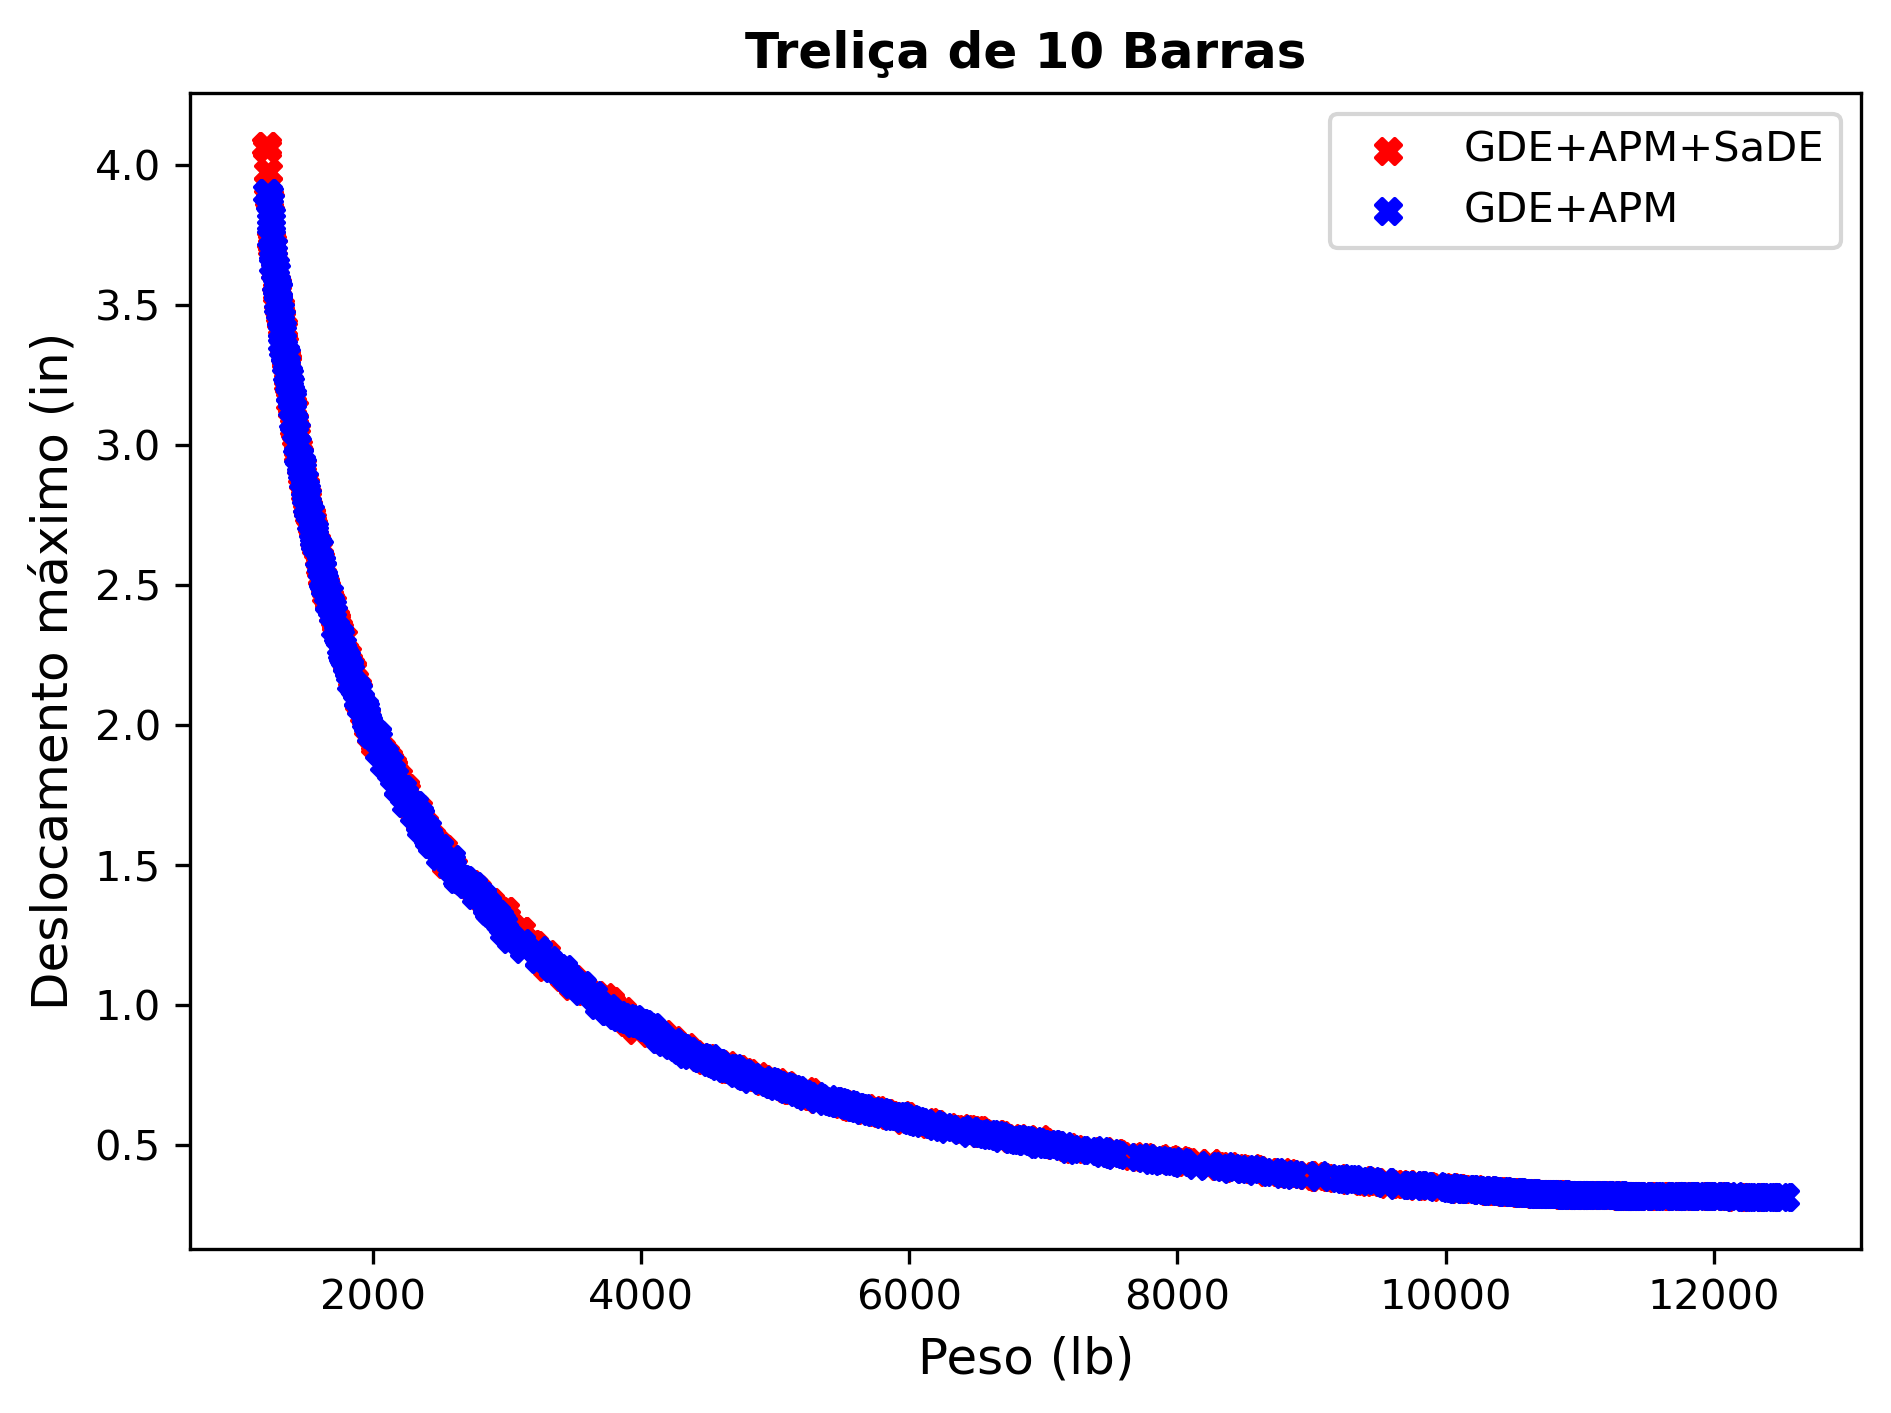 Treliça de 10 Barras
GDE+APM+SaDE
GDE+APM
Deslocamento máximo (in)
4.0
3.5
3.0
2.5
2.0
1.5
1.0
0.5
2000 4000 6000 8000 10000 12000
Peso (lb)